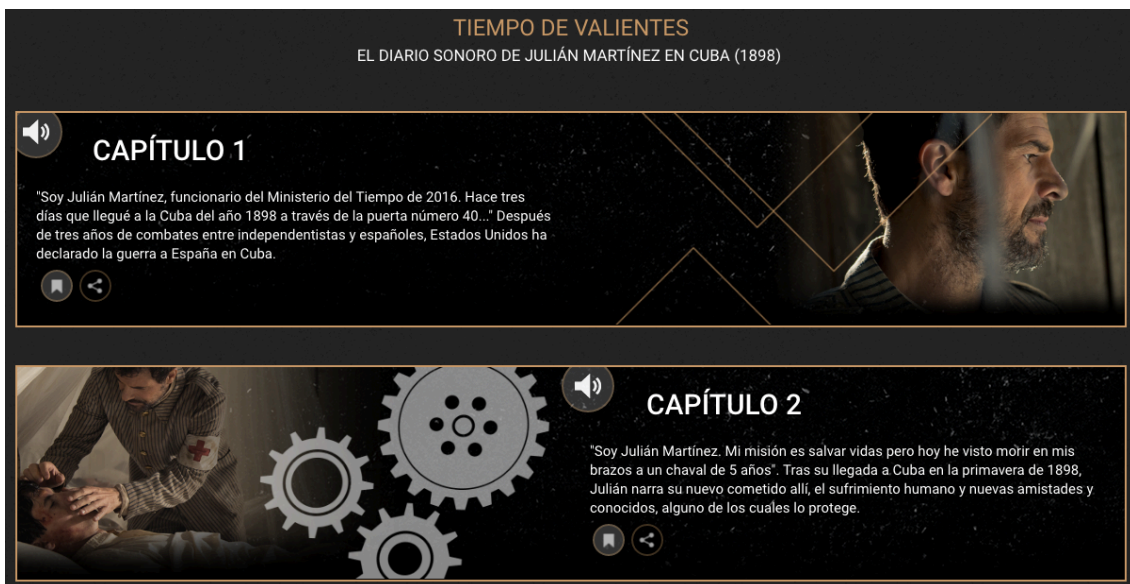 TIEMPO DE VALIENTES
EL DIARIO SONORO DE JULIÁN MARTÍNEZ EN CUBA (1898)
CAPÍTULO 1
"Soy Julián Martínez, funcionario del Ministerio del Tiempo de 2016. Hace tres
días que llegué a la Cuba del año 1898 a través de la puerta número 40..." Después
de tres años de combates entre independentistas y españoles, Estados Unidos ha
declarado la guerra a España en Cuba.
CAPÍTULO 2
"Soy Julián Martínez. Mi misión es salvar vidas pero hoy he visto morir en mis
brazos a un chaval de 5 años". Tras su llegada a Cuba en la primavera de 1898,
Julián narra su nuevo cometido allí, el sufrimiento humano y nuevas amistades y
conocidos, alguno de los cuales lo protege.